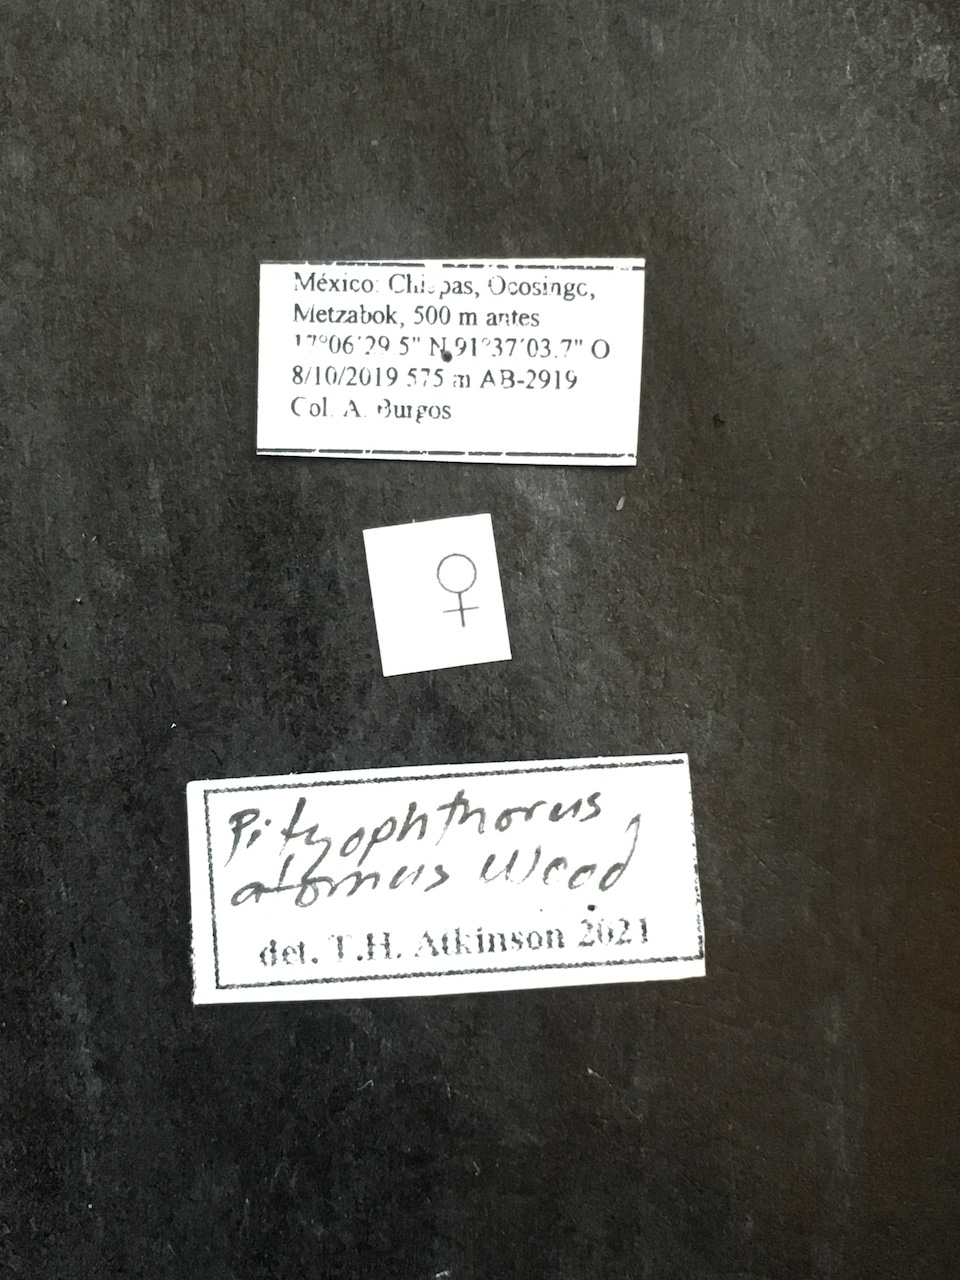 México: Chiapas, Ocosingo,
Metzabok, 500 m antes
17°06'29.5" N 91°37'03.7" O
8/10/2019 575 m AB-2919
Col. A. Burgos
♀
Pityophthorus
atomus Wood
det. T.H. Atkinson 2021